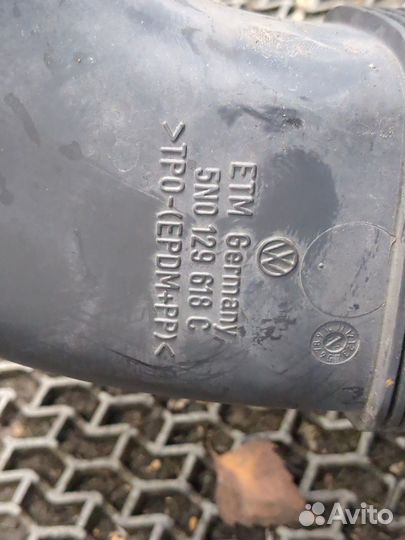 ETM Germany
5N0 129 618 C
>TPO-(EPDM+PP)<
Avito